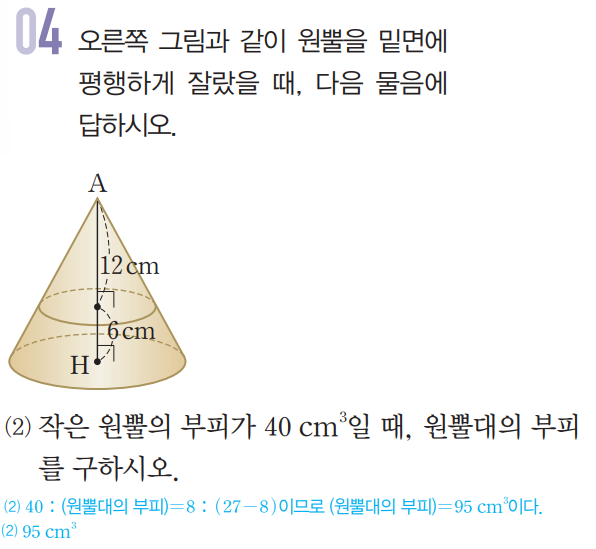 04 오른쪽 그림과 같이 원뿔을 밑면에
평행하게 잘랐을 때, 다음 물음에
답하시오.
A
12 cm
6 cm
H
(2) 작은 원뿔의 부피가 40 cm³일 때, 원뿔대의 부피
를 구하시오.
(2) 40 : (원뿔대의 부피)=8 : (27-8)이므로 (원뿔대의 부피)=95 cm³이다.
(2) 95 cm³